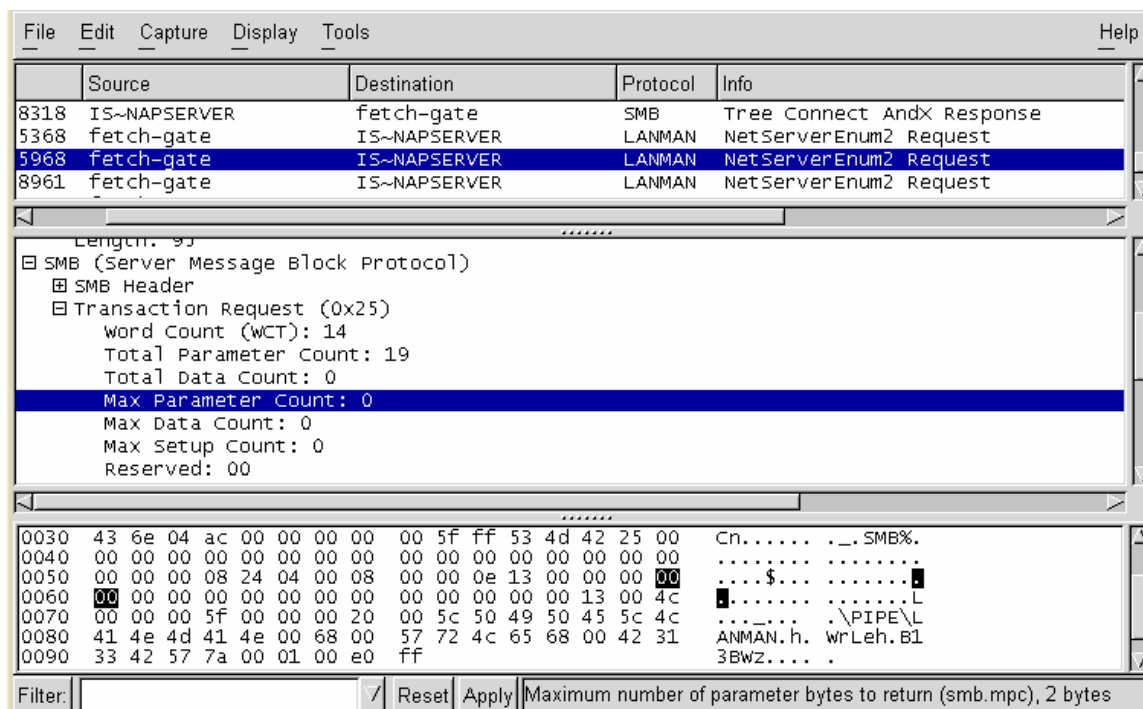 File Edit Capture Display Tools Help
Source Destination Protocol Info
8318 IS~NAPSERVER fetch-gate SMB Tree Connect AndX Response
5368 fetch-gate IS~NAPSERVER LANMAN NetServerEnum2 Request
5968 fetch-gate IS~NAPSERVER LANMAN NetServerEnum2 Request
8961 fetch-gate IS~NAPSERVER LANMAN NetServerEnum2 Request
Length: 95
SMB (Server Message Block Protocol)
SMB Header
Transaction Request (0x25)
Word Count (WCT): 14
Total Parameter Count: 19
Total Data Count: 0
Max Parameter Count: 0
Max Data Count: 0
Max Setup Count: 0
Reserved: 00
0030 43 6e 04 ac 00 00 00 00 00 5f ff 53 4d 42 25 00 Cn...... ._.SMB%.
0040 00 00 00 00 00 00 00 00 00 00 00 00 00 00 00 00 ........ ........
0050 00 00 00 08 24 04 00 08 00 00 0e 13 00 00 00 00 ....$... ........
0060 00 00 00 00 00 00 00 00 00 00 00 00 00 13 00 4c ........ .......L
0070 00 00 00 5f 00 00 00 20 00 5c 50 49 50 45 5c 4c ..._... .\PIPE\L
0080 41 4e 4d 41 4e 00 68 00 57 72 4c 65 68 00 42 31 ANMAN.h. WrLeh.B1
0090 33 42 57 7a 00 01 00 e0 ff 3BWz.... .
Filter: Reset Apply Maximum number of parameter bytes to return (smb.mpc), 2 bytes